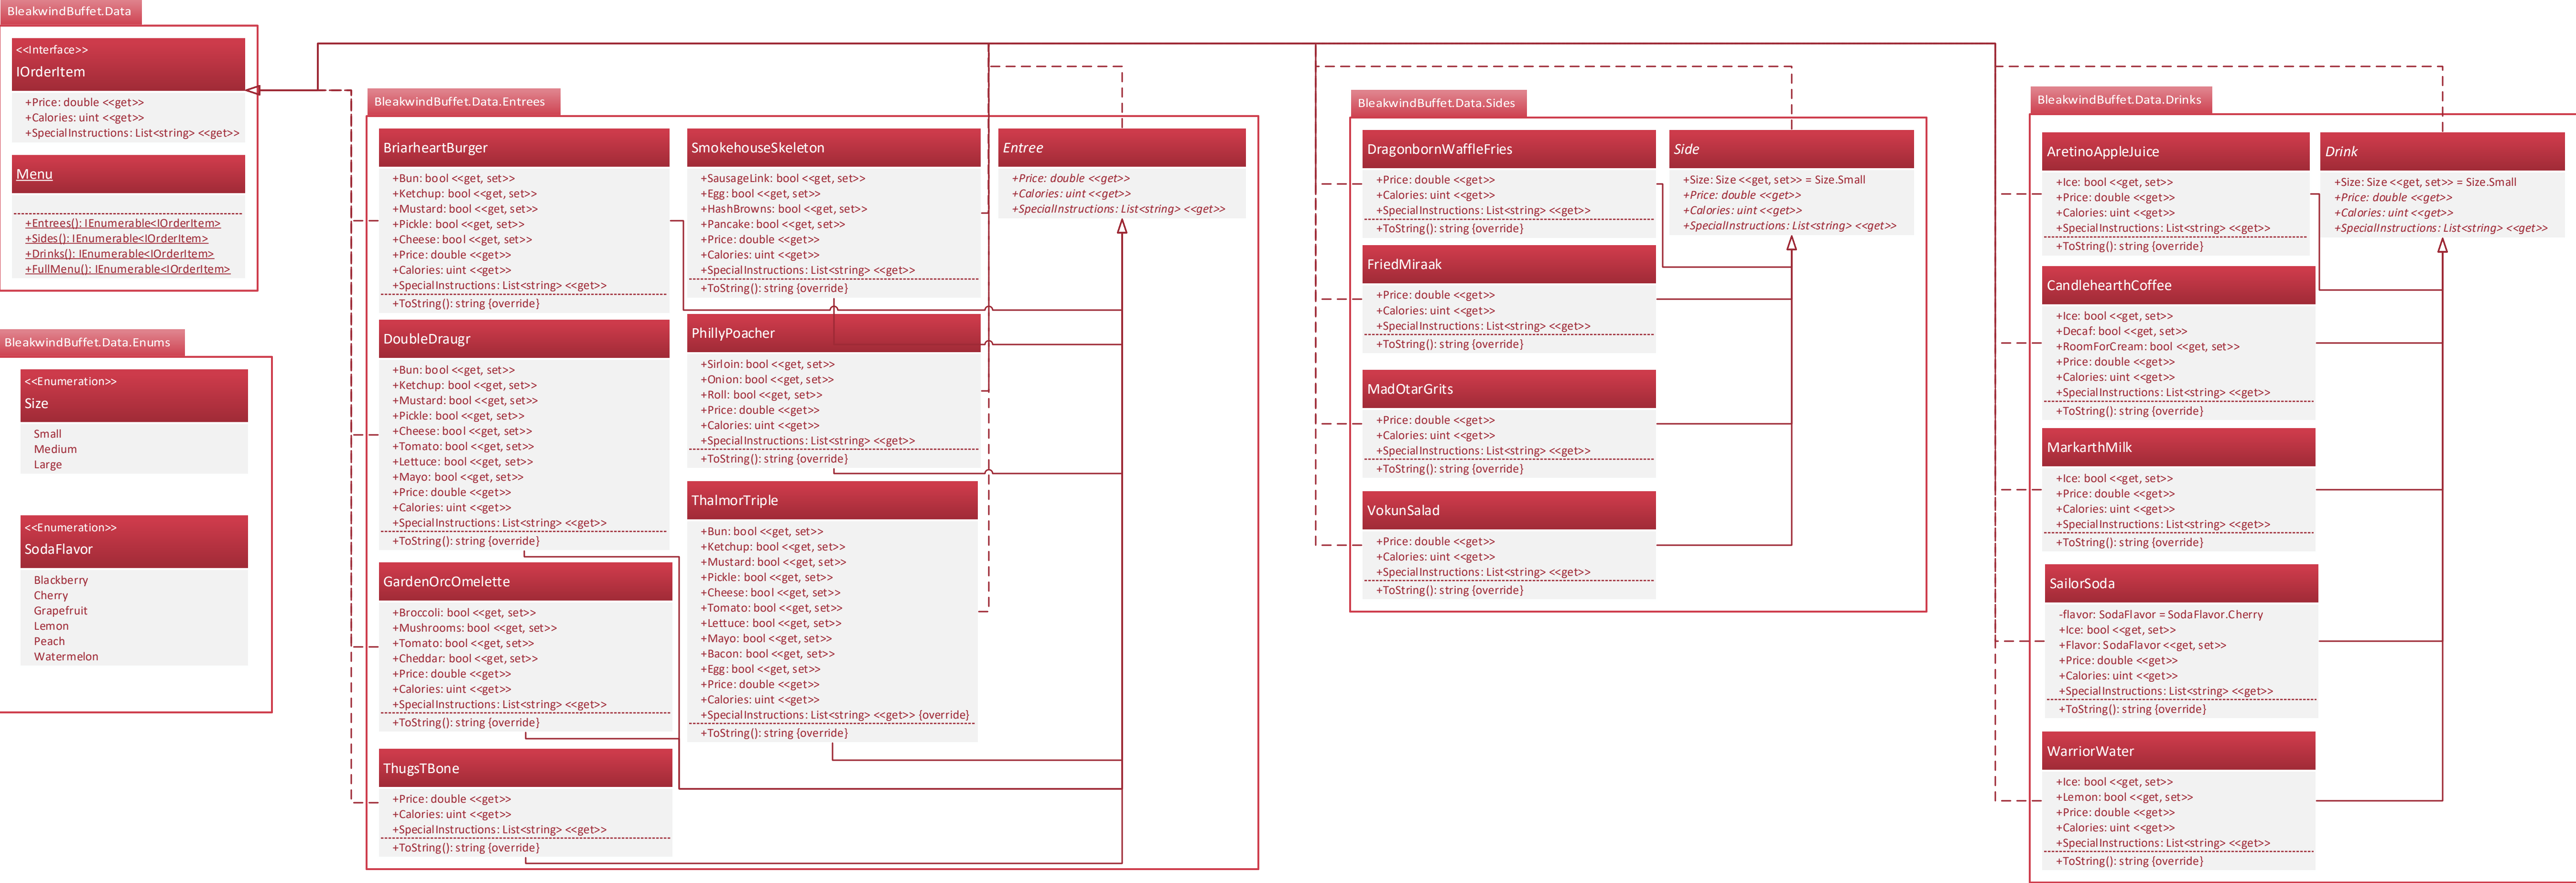 BleakwindBuffet.Data
<<Interface>>
IOrderItem
+Price: double <<get>>
+Calories: uint <<get>>
+SpecialInstructions: List<string> <<get>>
Menu
+Entrees(): IEnumerable<IOrderItem>
+Sides(): IEnumerable<IOrderItem>
+Drinks(): IEnumerable<IOrderItem>
+FullMenu(): IEnumerable<IOrderItem>
BleakwindBuffet.Data.Enums
<<Enumeration>>
Size
Small
Medium
Large
<<Enumeration>>
SodaFlavor
Blackberry
Cherry
Grapefruit
Lemon
Peach
Watermelon
BleakwindBuffet.Data.Entrees
BriarheartBurger
+Bun: bool <<get, set>>
+Ketchup: bool <<get, set>>
+Mustard: bool <<get, set>>
+Pickle: bool <<get, set>>
+Cheese: bool <<get, set>>
+Price: double <<get>>
+Calories: uint <<get>>
+SpecialInstructions: List<string> <<get>>
+ToString(): string {override}
DoubleDraugr
+Bun: bool <<get, set>>
+Ketchup: bool <<get, set>>
+Mustard: bool <<get, set>>
+Pickle: bool <<get, set>>
+Cheese: bool <<get, set>>
+Tomato: bool <<get, set>>
+Lettuce: bool <<get, set>>
+Mayo: bool <<get, set>>
+Price: double <<get>>
+Calories: uint <<get>>
+SpecialInstructions: List<string> <<get>>
+ToString(): string {override}
GardenOrcOmelette
+Broccoli: bool <<get, set>>
+Mushrooms: bool <<get, set>>
+Tomato: bool <<get, set>>
+Cheddar: bool <<get, set>>
+Price: double <<get>>
+Calories: uint <<get>>
+SpecialInstructions: List<string> <<get>>
+ToString(): string {override}
ThugsTBone
+Price: double <<get>>
+Calories: uint <<get>>
+SpecialInstructions: List<string> <<get>>
+ToString(): string {override}
SmokehouseSkeleton
+SausageLink: bool <<get, set>>
+Egg: bool <<get, set>>
+HashBrowns: bool <<get, set>>
+Pancake: bool <<get, set>>
+Price: double <<get>>
+Calories: uint <<get>>
+SpecialInstructions: List<string> <<get>>
+ToString(): string {override}
PhillyPoacher
+Sirloin: bool <<get, set>>
+Onion: bool <<get, set>>
+Roll: bool <<get, set>>
+Price: double <<get>>
+Calories: uint <<get>>
+SpecialInstructions: List<string> <<get>>
+ToString(): string {override}
ThalmorTriple
+Bun: bool <<get, set>>
+Ketchup: bool <<get, set>>
+Mustard: bool <<get, set>>
+Pickle: bool <<get, set>>
+Cheese: bool <<get, set>>
+Tomato: bool <<get, set>>
+Lettuce: bool <<get, set>>
+Mayo: bool <<get, set>>
+Bacon: bool <<get, set>>
+Egg: bool <<get, set>>
+Price: double <<get>>
+Calories: uint <<get>>
+SpecialInstructions: List<string> <<get>> {override}
+ToString(): string {override}
Entree
+Price: double <<get>>
+Calories: uint <<get>>
+SpecialInstructions: List<string> <<get>>
BleakwindBuffet.Data.Sides
DragonbornWaffleFries
+Price: double <<get>>
+Calories: uint <<get>>
+SpecialInstructions: List<string> <<get>>
+ToString(): string {override}
FriedMiraak
+Price: double <<get>>
+Calories: uint <<get>>
+SpecialInstructions: List<string> <<get>>
+ToString(): string {override}
MadOtarGrits
+Price: double <<get>>
+Calories: uint <<get>>
+SpecialInstructions: List<string> <<get>>
+ToString(): string {override}
VokunSalad
+Price: double <<get>>
+Calories: uint <<get>>
+SpecialInstructions: List<string> <<get>>
+ToString(): string {override}
Side
+Size: Size <<get, set>> = Size.Small
+Price: double <<get>>
+Calories: uint <<get>>
+SpecialInstructions: List<string> <<get>>
BleakwindBuffet.Data.Drinks
AretinoAppleJuice
+Ice: bool <<get, set>>
+Price: double <<get>>
+Calories: uint <<get>>
+SpecialInstructions: List<string> <<get>>
+ToString(): string {override}
CandlehearthCoffee
+Ice: bool <<get, set>>
+Decaf: bool <<get, set>>
+RoomForCream: bool <<get, set>>
+Price: double <<get>>
+Calories: uint <<get>>
+SpecialInstructions: List<string> <<get>>
+ToString(): string {override}
MarkarthMilk
+Ice: bool <<get, set>>
+Price: double <<get>>
+Calories: uint <<get>>
+SpecialInstructions: List<string> <<get>>
+ToString(): string {override}
SailorSoda
-flavor: SodaFlavor = SodaFlavor.Cherry
+Ice: bool <<get, set>>
+Flavor: SodaFlavor <<get, set>>
+Price: double <<get>>
+Calories: uint <<get>>
+SpecialInstructions: List<string> <<get>>
+ToString(): string {override}
WarriorWater
+Ice: bool <<get, set>>
+Lemon: bool <<get, set>>
+Price: double <<get>>
+Calories: uint <<get>>
+SpecialInstructions: List<string> <<get>>
+ToString(): string {override}
Drink
+Size: Size <<get, set>> = Size.Small
+Price: double <<get>>
+Calories: uint <<get>>
+SpecialInstructions: List<string> <<get>>